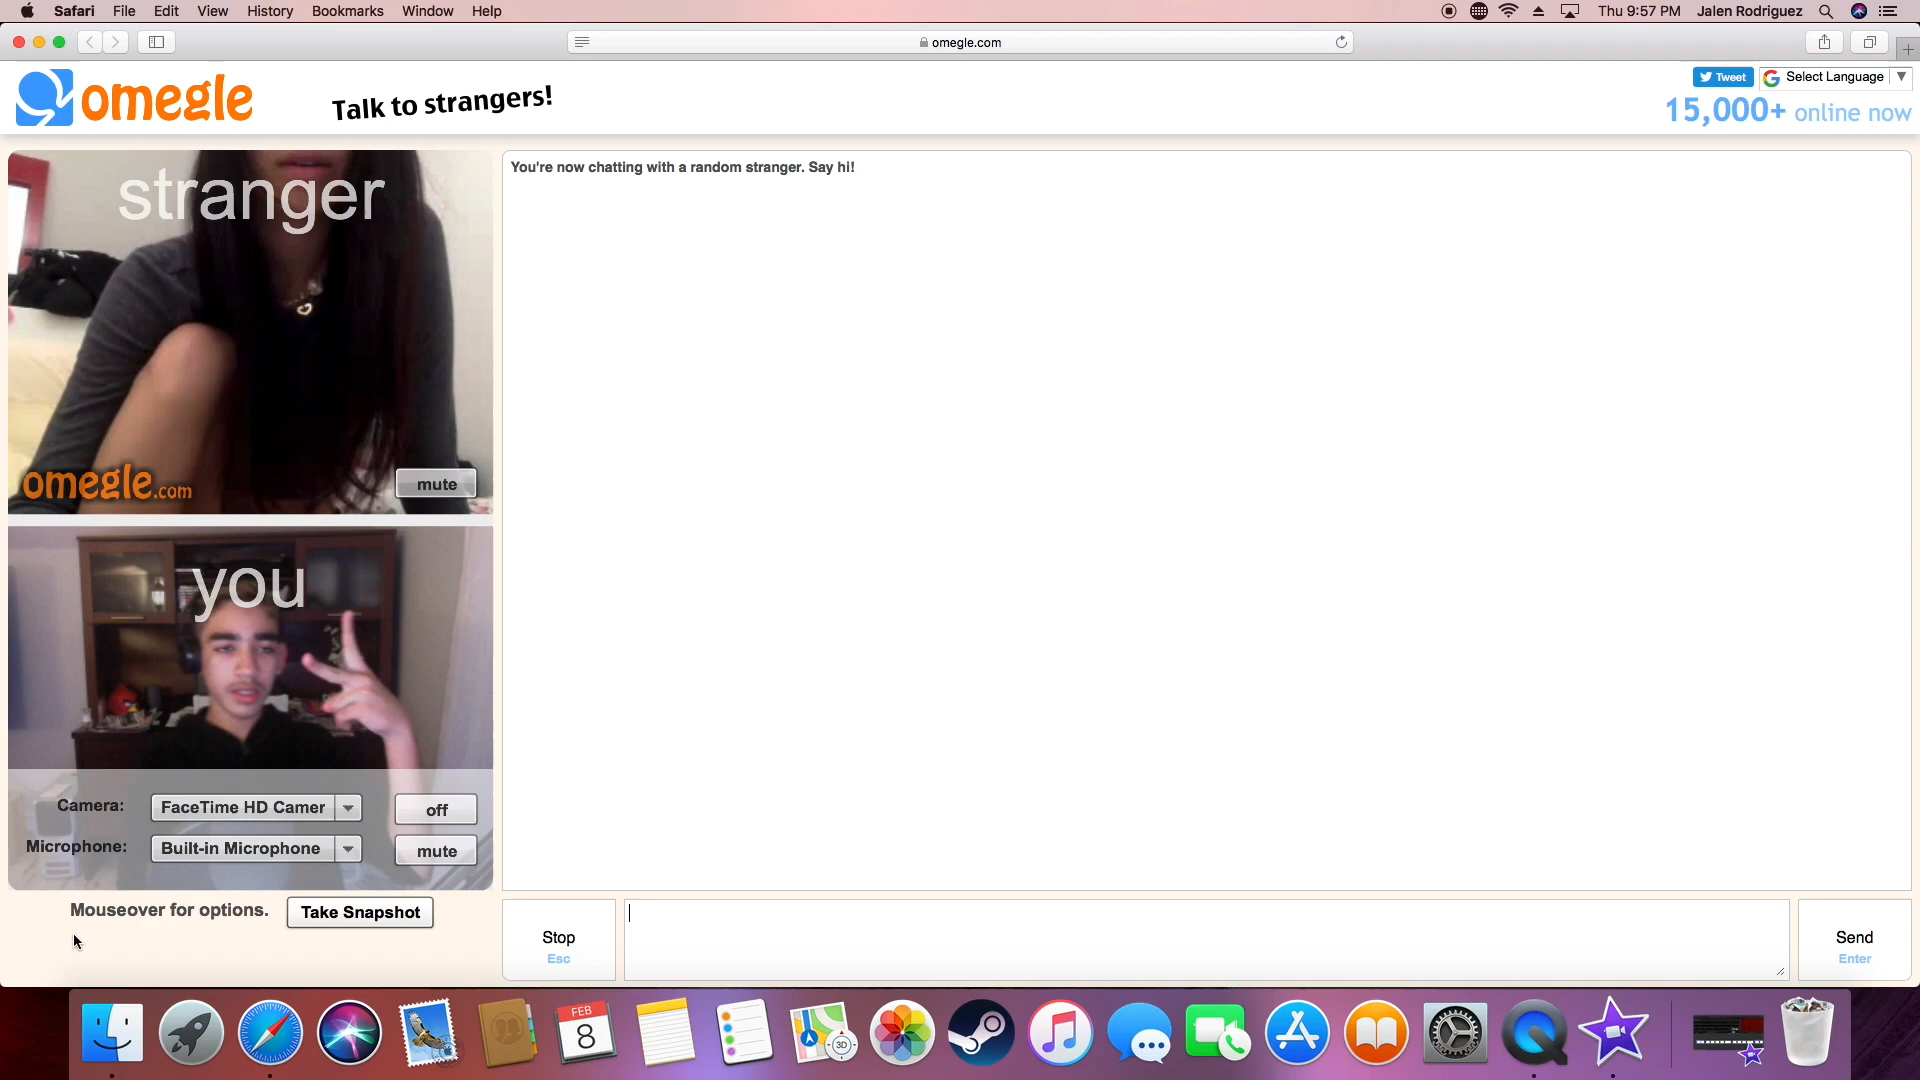 Safari File Edit View History Bookmarks Window Help Thu 9:57 PM Jalen Rodriguez
omegle.com
omegle Talk to strangers! Tweet Select Language
15,000+ online now
stranger
omegle.com mute
You're now chatting with a random stranger. Say hi!
you
Camera: FaceTime HD Camer off
Microphone: Built-in Microphone mute
Mouseover for options. Take Snapshot
Stop
Esc
Send
Enter
FEB
8
3D